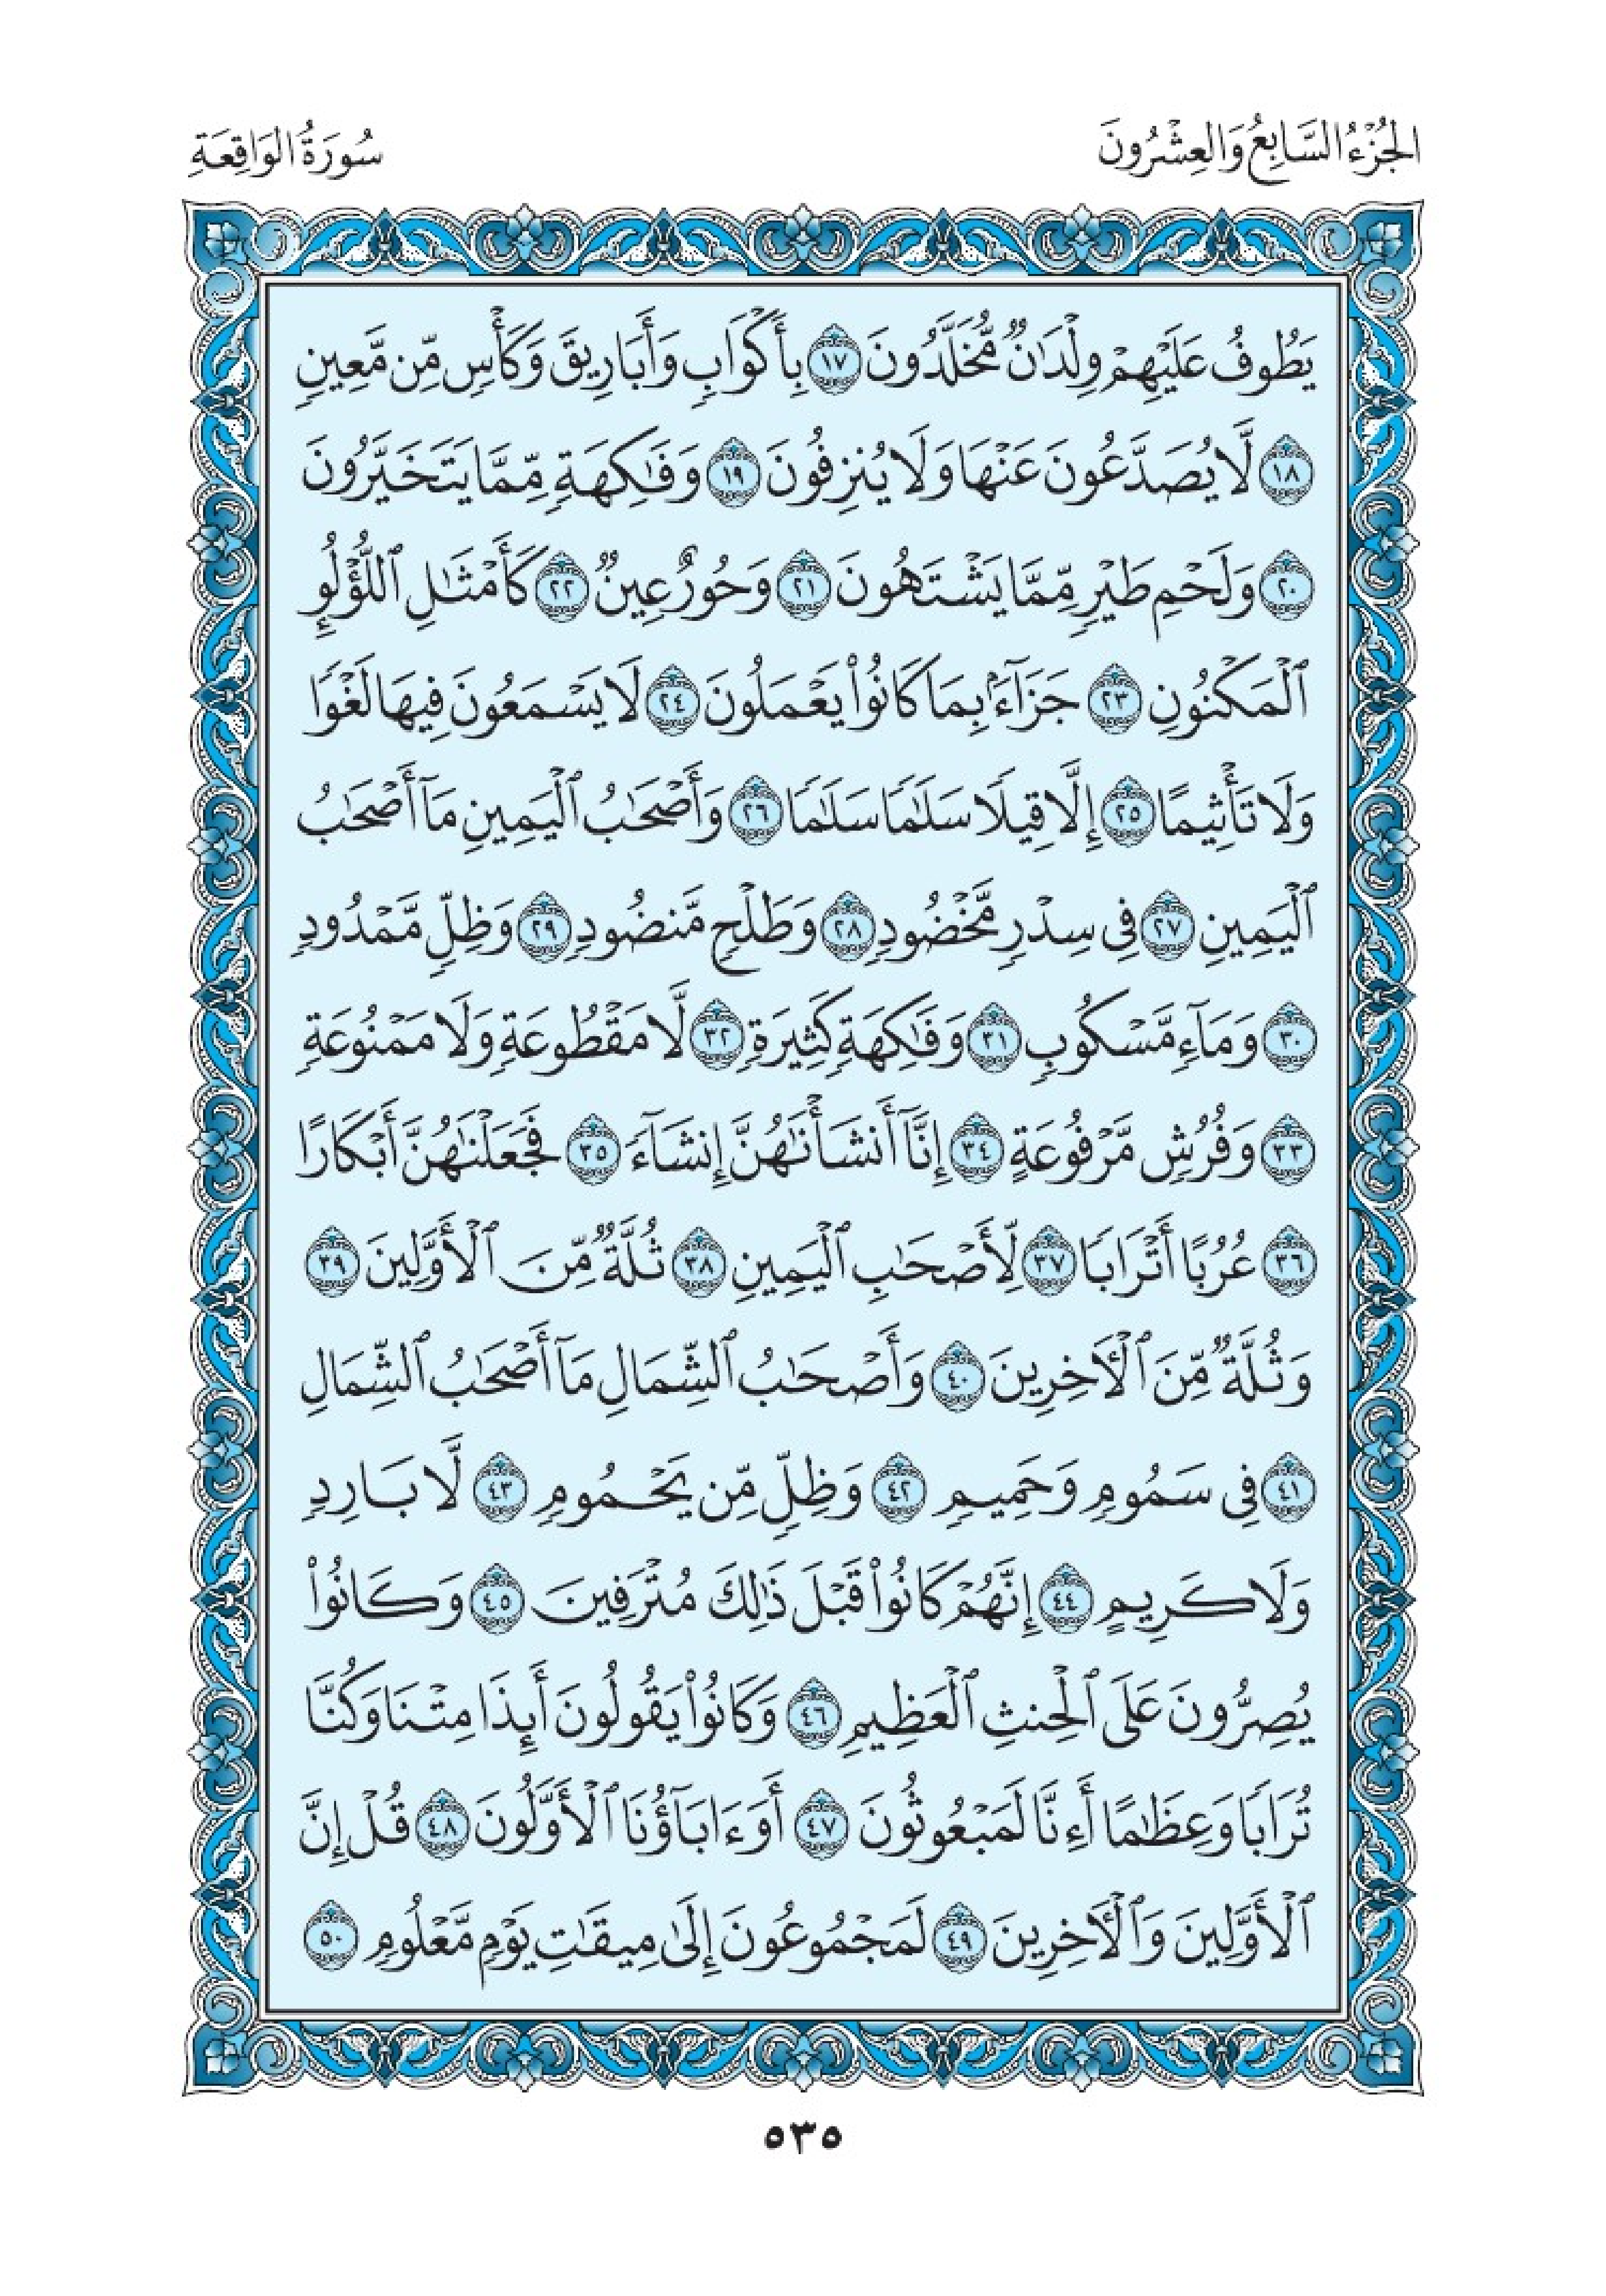 الجُزْءُ السَّابِعُ وَالعِشْرُونَ
سُورَةُ الوَاقِعَةِ
يَطُوفُ عَلَيْهِمْ وِلْدَٰنٌ مُّخَلَّدُونَ ١٧ بِأَكْوَابٍ وَأَبَارِيقَ وَكَأْسٍ مِّن مَّعِينٍ
١٨ لَّا يُصَدَّعُونَ عَنْهَا وَلَا يُنزِفُونَ ١٩ وَفَٰكِهَةٍ مِّمَّا يَتَخَيَّرُونَ
٢٠ وَلَحْمِ طَيْرٍ مِّمَّا يَشْتَهُونَ ٢١ وَحُورٌ عِينٌ ٢٢ كَأَمْثَٰلِ ٱللُّؤْلُؤِ
ٱلْمَكْنُونِ ٢٣ جَزَآءًۢ بِمَا كَانُوا۟ يَعْمَلُونَ ٢٤ لَا يَسْمَعُونَ فِيهَا لَغْوًا
وَلَا تَأْثِيمًا ٢٥ إِلَّا قِيلًا سَلَٰمًا سَلَٰمًا ٢٦ وَأَصْحَٰبُ ٱلْيَمِينِ مَآ أَصْحَٰبُ
ٱلْيَمِينِ ٢٧ فِى سِدْرٍ مَّخْضُودٍ ٢٨ وَطَلْحٍ مَّنضُودٍ ٢٩ وَظِلٍّ مَّمْدُودٍ
٣٠ وَمَآءٍ مَّسْكُوبٍ ٣١ وَفَٰكِهَةٍ كَثِيرَةٍ ٣٢ لَّا مَقْطُوعَةٍ وَلَا مَمْنُوعَةٍ
٣٣ وَفُرُشٍ مَّرْفُوعَةٍ ٣٤ إِنَّآ أَنشَأْنَٰهُنَّ إِنشَآءً ٣٥ فَجَعَلْنَٰهُنَّ أَبْكَارًا
٣٦ عُرُبًا أَتْرَابًا ٣٧ لِّأَصْحَٰبِ ٱلْيَمِينِ ٣٨ ثُلَّةٌ مِّنَ ٱلْأَوَّلِينَ ٣٩
وَثُلَّةٌ مِّنَ ٱلْـَٔاخِرِينَ ٤٠ وَأَصْحَٰبُ ٱلشِّمَالِ مَآ أَصْحَٰبُ ٱلشِّمَالِ
٤١ فِى سَمُومٍ وَحَمِيمٍ ٤٢ وَظِلٍّ مِّن يَحْمُومٍ ٤٣ لَّا بَارِدٍ
وَلَا كَرِيمٍ ٤٤ إِنَّهُمْ كَانُوا۟ قَبْلَ ذَٰلِكَ مُتْرَفِينَ ٤٥ وَكَانُوا۟
يُصِرُّونَ عَلَى ٱلْحِنثِ ٱلْعَظِيمِ ٤٦ وَكَانُوا۟ يَقُولُونَ أَئِذَا مِتْنَا وَكُنَّا
تُرَابًا وَعِظَٰمًا أَءِنَّا لَمَبْعُوثُونَ ٤٧ أَوَءَابَآؤُنَا ٱلْأَوَّلُونَ ٤٨ قُلْ إِنَّ
ٱلْأَوَّلِينَ وَٱلْـَٔاخِرِينَ ٤٩ لَمَجْمُوعُونَ إِلَىٰ مِيقَٰتِ يَوْمٍ مَّعْلُومٍ ٥٠
٥٣٥